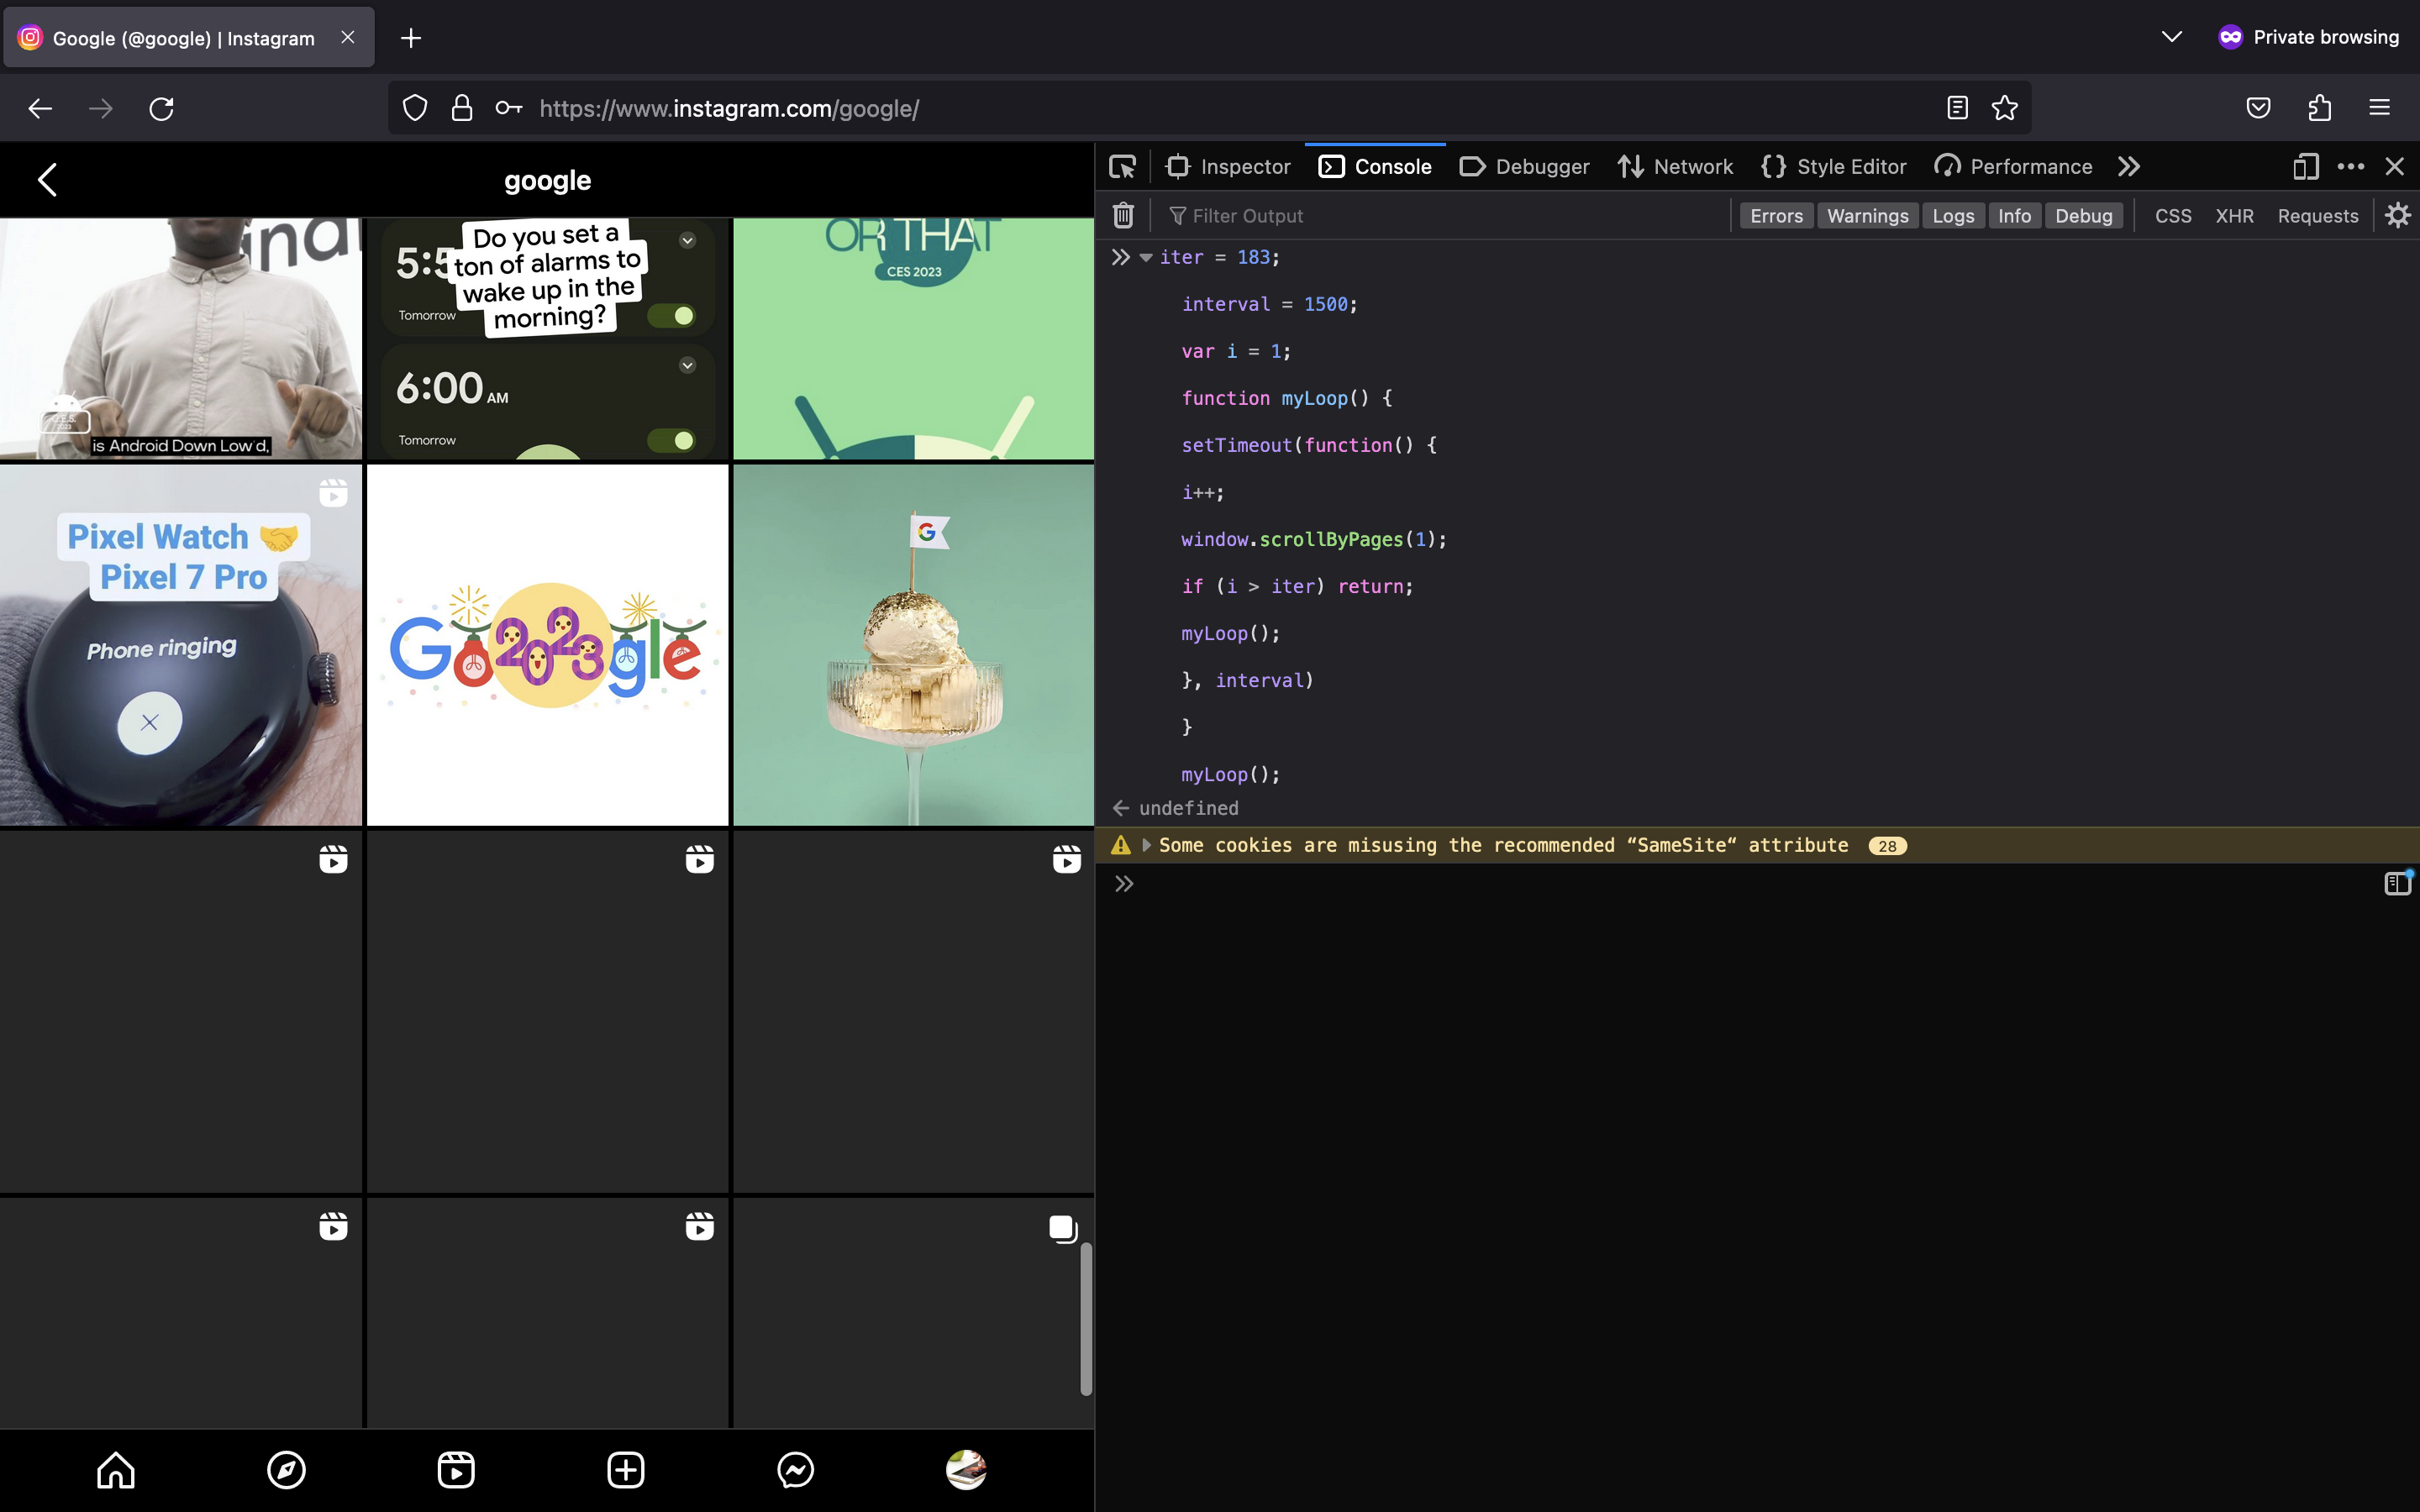 Google (@google) | Instagram
Private browsing
https://www.instagram.com/google/
google
Inspector
Console
Debugger
Network
Style Editor
Performance
Filter Output
Errors
Warnings
Logs
Info
Debug
CSS
XHR
Requests
Do you set a
ton of alarms to
wake up in the
morning?
5:5
Tomorrow
6:00 AM
Tomorrow
is Android Down Low'd,
OR THAT
CES 2023
Pixel Watch 🤝
Pixel 7 Pro
Phone ringing
Go2023gle
G
iter = 183;
interval = 1500;
var i = 1;
function myLoop() {
setTimeout(function() {
i++;
window.scrollByPages(1);
if (i > iter) return;
myLoop();
}, interval)
}
myLoop();
undefined
Some cookies are misusing the recommended “SameSite“ attribute 28